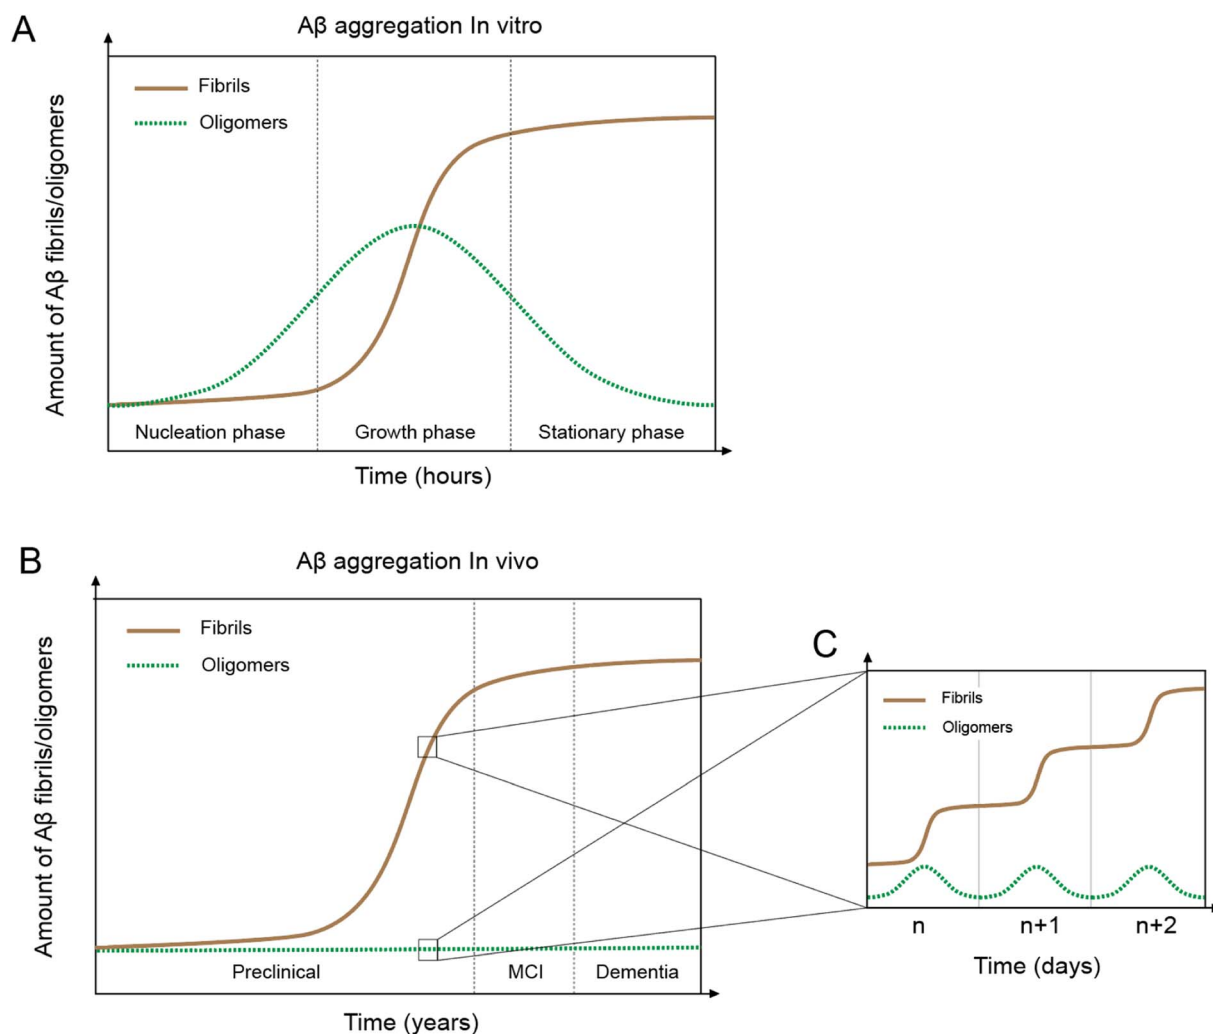 A
Aβ aggregation In vitro
Amount of Aβ fibrils/oligomers
Fibrils
Oligomers
Nucleation phase
Growth phase
Stationary phase
Time (hours)
B
Aβ aggregation In vivo
Amount of Aβ fibrils/oligomers
Fibrils
Oligomers
Preclinical
MCI
Dementia
Time (years)
C
Fibrils
Oligomers
n
n+1
n+2
Time (days)